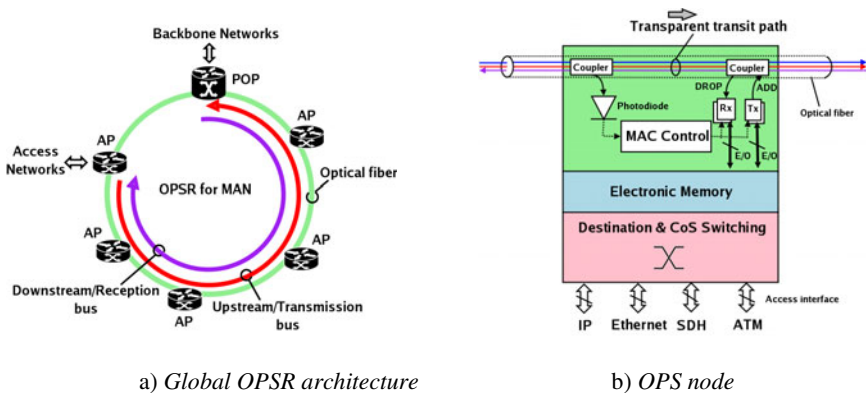 Backbone Networks
POP
AP
AP
Access
Networks
OPSR for MAN
Optical fiber
AP
AP
AP
Downstream/Reception
bus
Upstream/Transmission
bus
a) Global OPSR architecture
Transparent transit path
Coupler
Coupler
DROP
ADD
Optical fiber
Photodiode
Rx
Tx
MAC Control
E/O
E/O
Electronic Memory
Destination & CoS Switching
Access interface
IP
Ethernet
SDH
ATM
b) OPS node